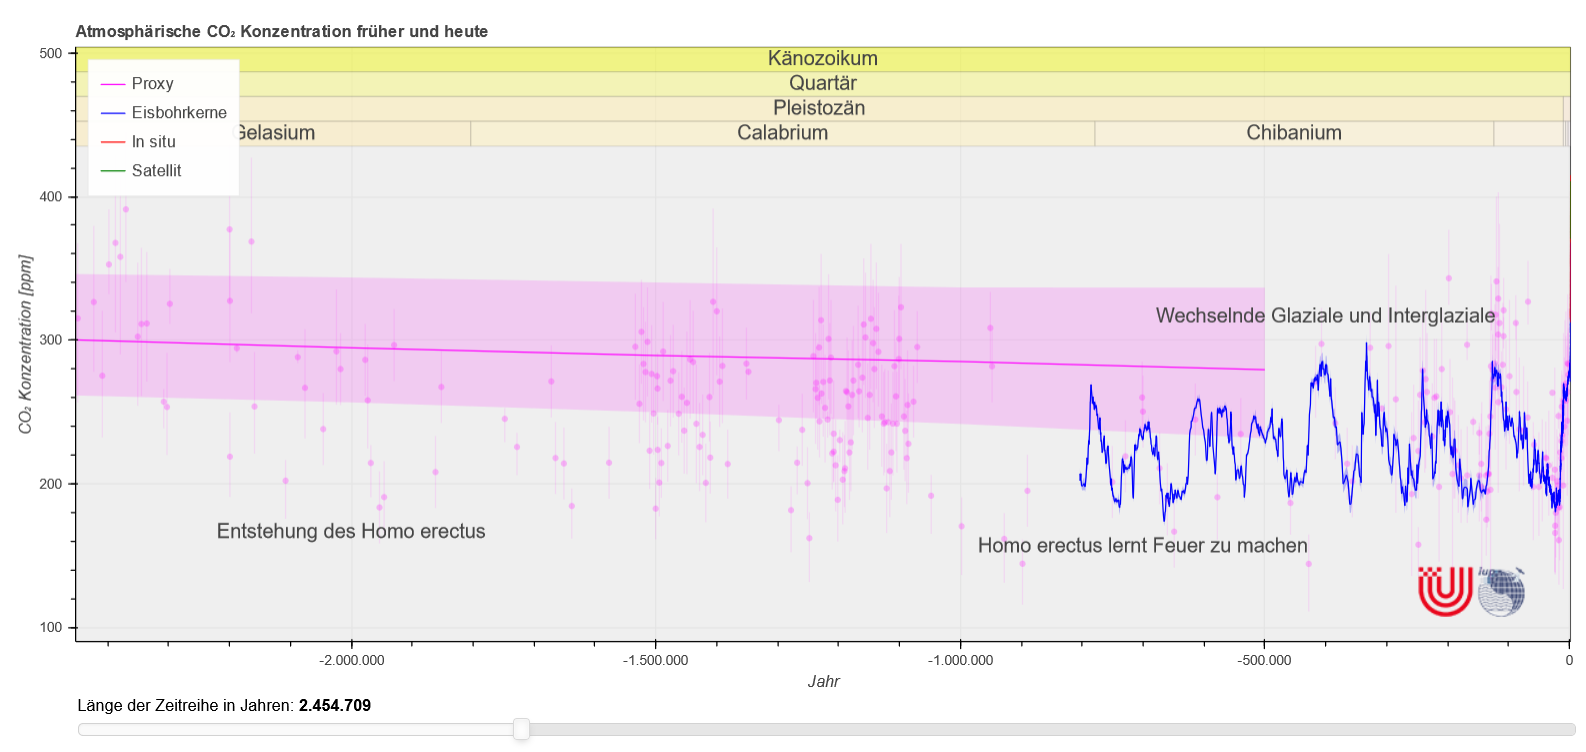 Atmosphärische CO₂ Konzentration früher und heute
500
400
300
200
100
CO₂ Konzentration [ppm]
Känozoikum
Quartär
Pleistozän
Gelasium
Calabrium
Chibanium
Proxy
Eisbohrkerne
In situ
Satellit
Wechselnde Glaziale und Interglaziale
Entstehung des Homo erectus
Homo erectus lernt Feuer zu machen
iup
-2.000.000
-1.500.000
-1.000.000
-500.000
0
Jahr
Länge der Zeitreihe in Jahren: 2.454.709